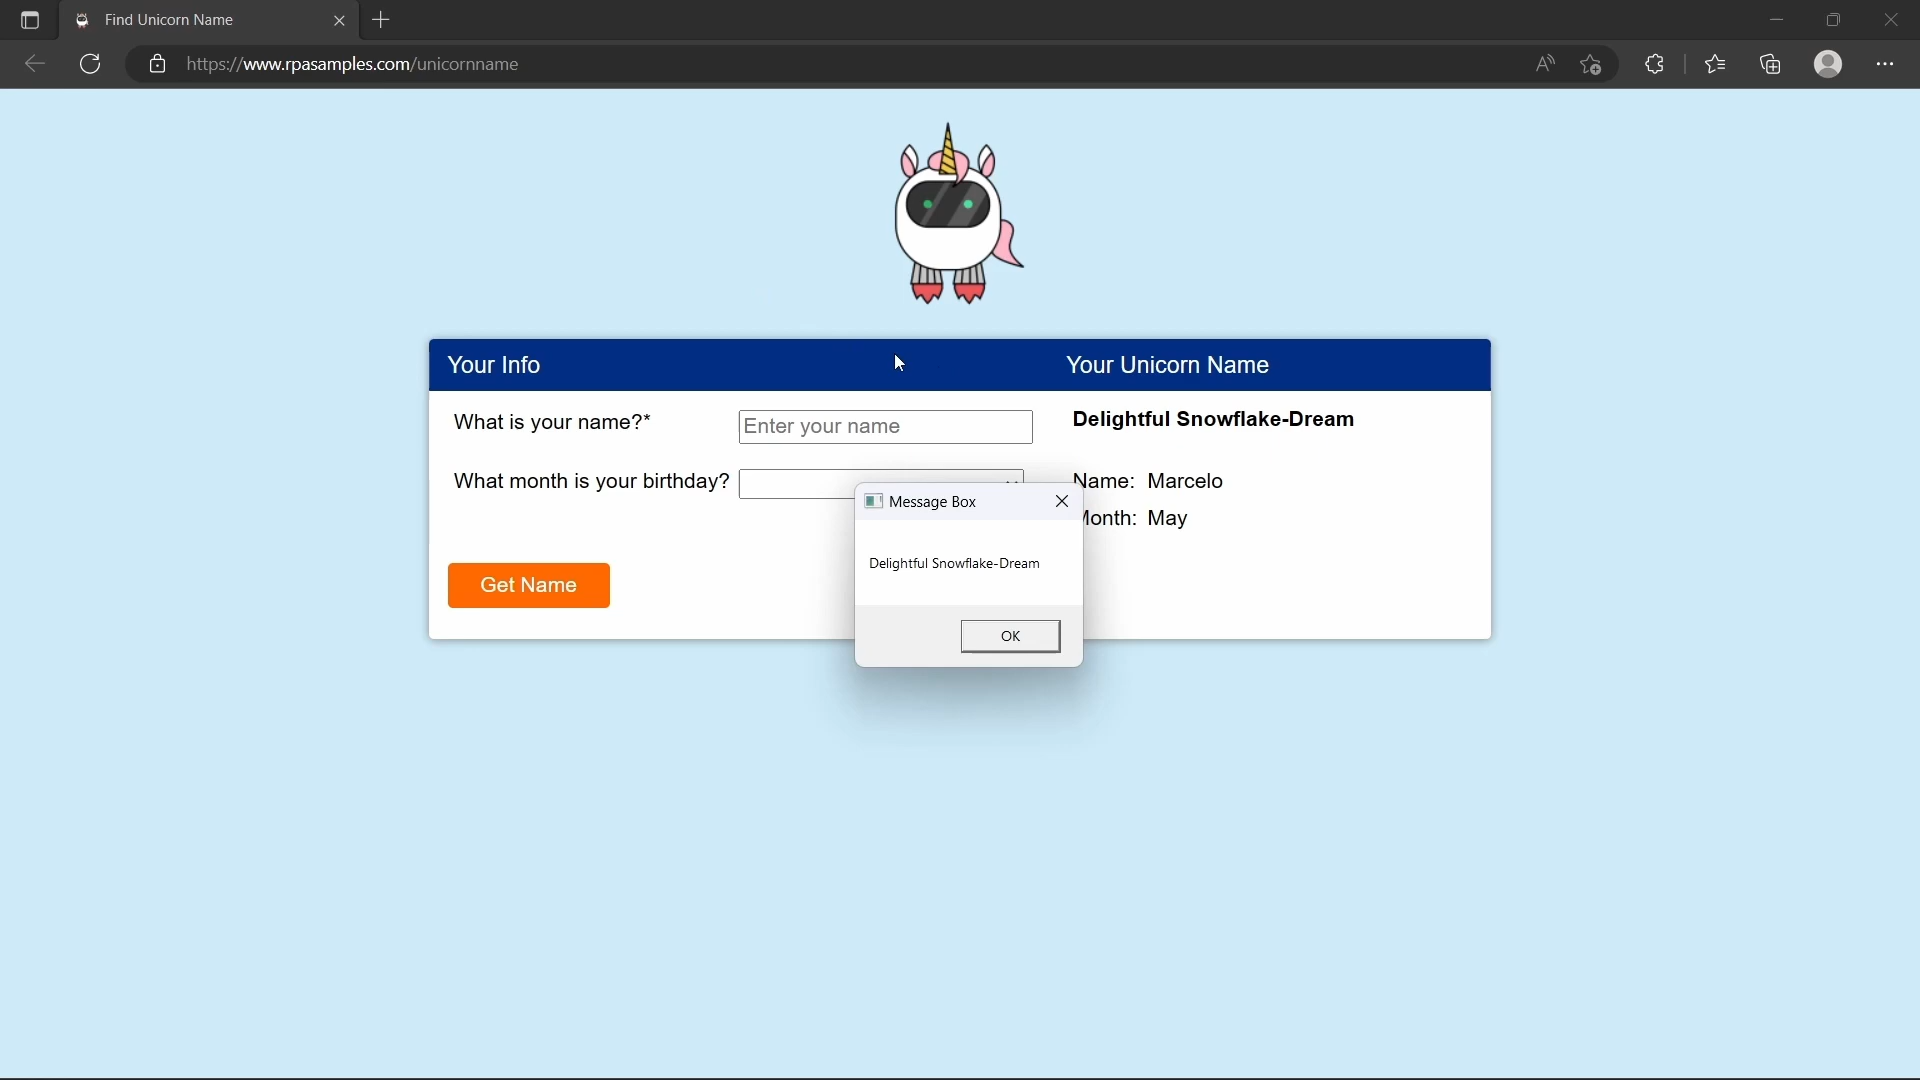 Find Unicorn Name
https://www.rpasamples.com/unicornname
Your Info
Your Unicorn Name
What is your name?*
Enter your name
Delightful Snowflake-Dream
What month is your birthday?
Name: Marcelo
Month: May
Message Box
Delightful Snowflake-Dream
OK
Get Name